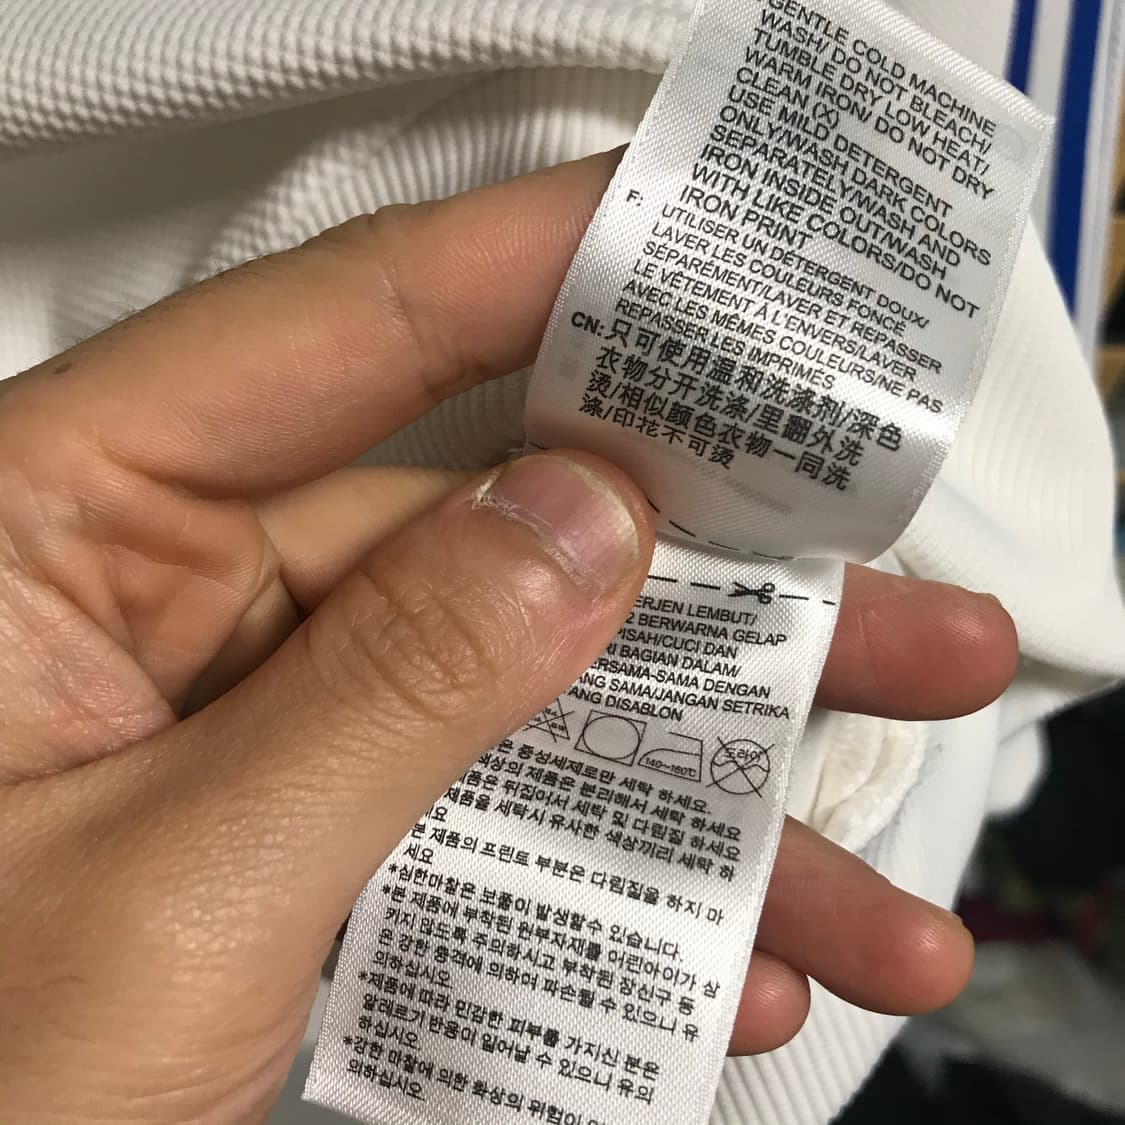 GENTLE COLD MACHINE
WASH/ DO NOT BLEACH/
TUMBLE DRY LOW HEAT/
WARM IRON/ DO NOT DRY
CLEAN (X)
USE MILD DETERGENT
ONLY/WASH DARK COLORS
SEPARATELY/WASH AND
IRON INSIDE-OUT/WASH
WITH LIKE COLORS/DO NOT
IRON PRINT
F: UTILISER UN DÉTERGENT DOUX/
LAVER LES COULEURS FONCÉ
SÉPARÉMENT/LAVER ET REPASSER
LE VÊTEMENT À L'ENVERS/LAVER
AVEC LES MÊMES COULEURS/NE PAS
REPASSER LES IMPRIMÉS
CN: 只可使用温和洗涤剂/深色
衣物分开洗涤/里翻外洗
烫/相似颜色衣物一同洗
涤/印花不可烫
ERJEN LEMBUT/
BERWARNA GELAP
PISAH/CUCI DAN
RI BAGIAN DALAM/
ERSAMA-SAMA DENGAN
ANG SAMA/JANGAN SETRIKA
ANG DISABLON
140~160℃
드라이
은 중성세제로만 세탁 하세요.
색상의 제품은 분리해서 세탁 하세요
제품은 뒤집어서 세탁 및 다림질 하세요
제품을 세탁시 유사한 색상끼리 세탁 하
세요
본 제품의 프린트 부분은 다림질을 하지 마
세요
*심한마찰은 보풀이 발생할수 있습니다.
*본 제품에 부착된 원부자재를 어린아이가 삼
키지 않도록 주의하시고 부착된 장신구 등
은 강한 충격에 의하여 파손될 수 있으니 유
의하십시오
*제품에 따라 민감한 피부를 가지신 분은
알레르기 반응이 일어날 수 있으니 유의
하십시오
*강한 마찰에 의한 화상의 위험이
의하십시오